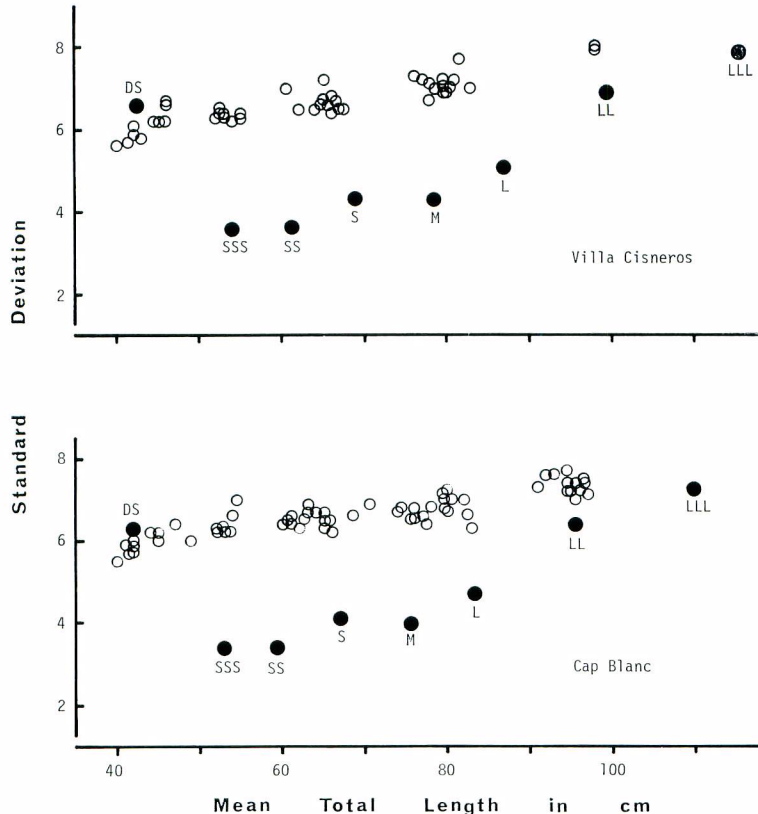 8
6
4
2
DS
SSS
SS
S
M
L
LL
LLL
Villa Cisneros
Standard Deviation
8
6
4
2
DS
SSS
SS
S
M
L
LL
LLL
Cap Blanc
40 60 80 100
Mean Total Length in cm